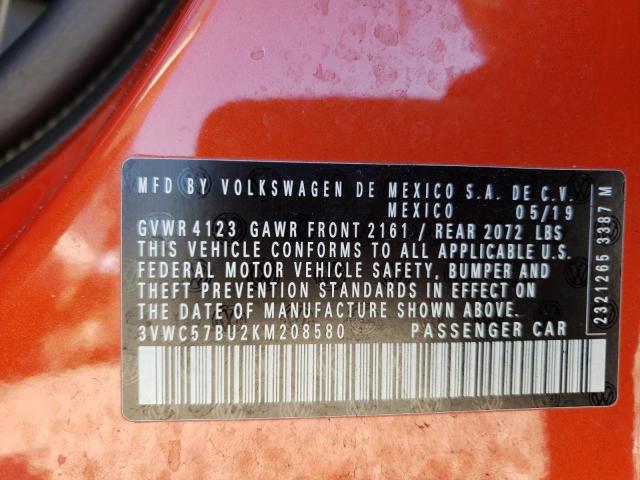 MFD BY VOLKSWAGEN DE MEXICO S.A. DE C.V.
MEXICO 05/19
GVWR 4123 GAWR FRONT 2161 / REAR 2072 LBS
THIS VEHICLE CONFORMS TO ALL APPLICABLE U.S.
FEDERAL MOTOR VEHICLE SAFETY, BUMPER AND
THEFT PREVENTION STANDARDS IN EFFECT ON
DATE OF MANUFACTURE SHOWN ABOVE.
3VWC57BU2KM208580 PASSENGER CAR
2321265 3387 M